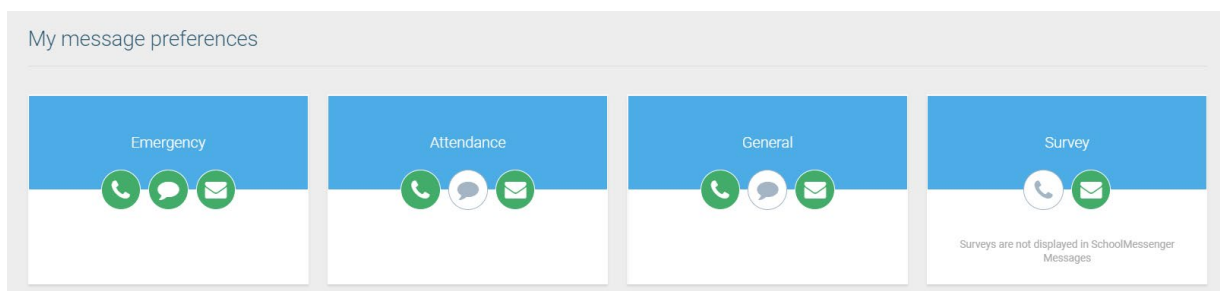 My message preferences
Emergency
Attendance
General
Survey
Surveys are not displayed in SchoolMessenger
Messages